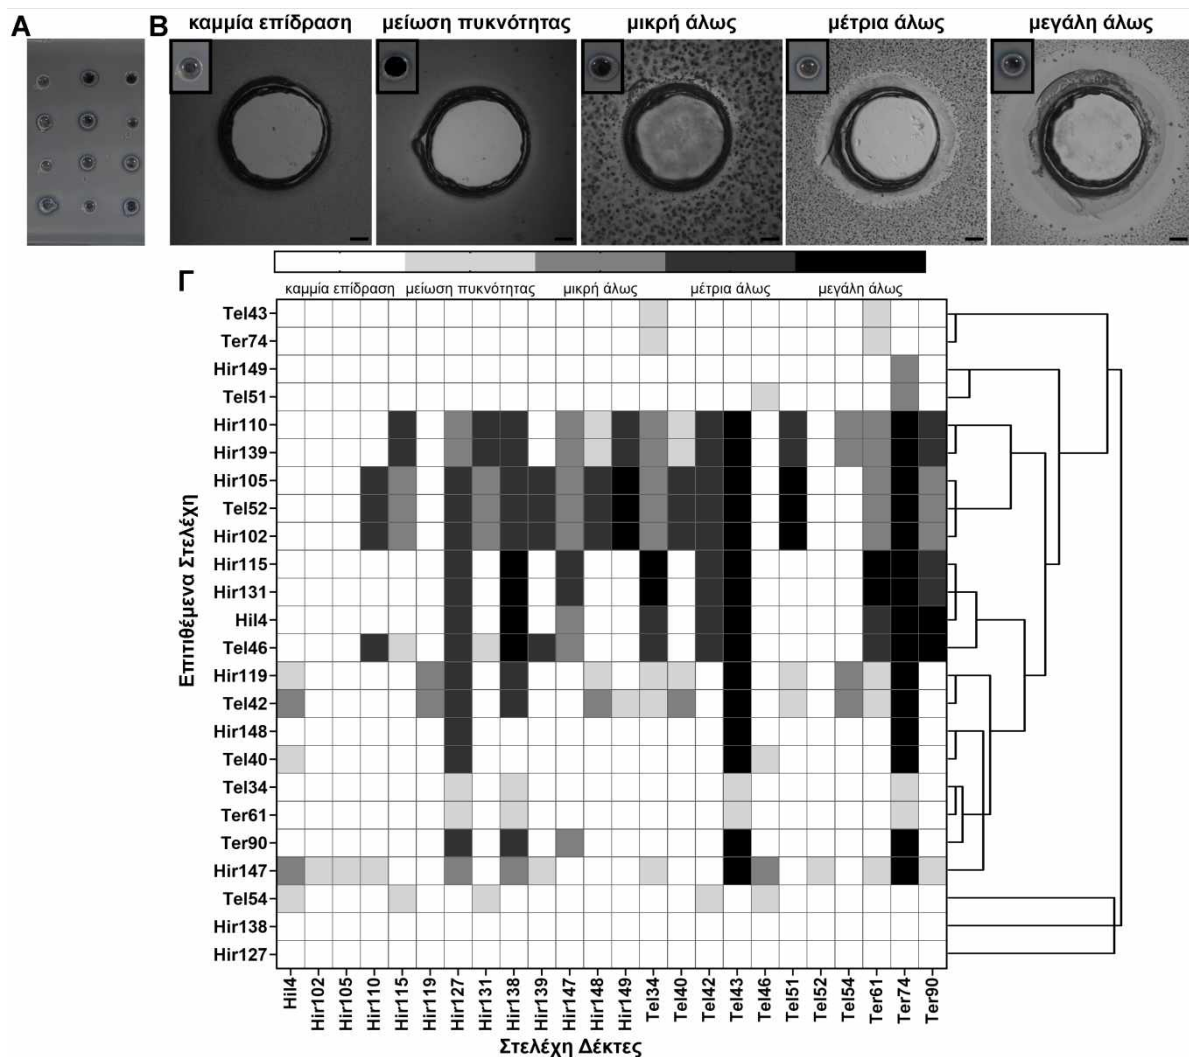 A
B
καμμία επίδραση
μείωση πυκνότητας
μικρή άλως
μέτρια άλως
μεγάλη άλως
Γ
καμμία επίδραση
μείωση πυκνότητας
μικρή άλως
μέτρια άλως
μεγάλη άλως
Επιτιθέμενα Στελέχη
Tel43
Ter74
Hir149
Tel51
Hir110
Hir139
Hir105
Tel52
Hir102
Hir115
Hir131
Hil4
Tel46
Hir119
Tel42
Hir148
Tel40
Tel34
Ter61
Ter90
Hir147
Tel54
Hir138
Hir127
Hil4
Hir102
Hir105
Hir110
Hir115
Hir119
Hir127
Hir131
Hir138
Hir139
Hir147
Hir148
Hir149
Tel34
Tel40
Tel42
Tel43
Tel46
Tel51
Tel52
Tel54
Ter61
Ter74
Ter90
Στελέχη Δέκτες